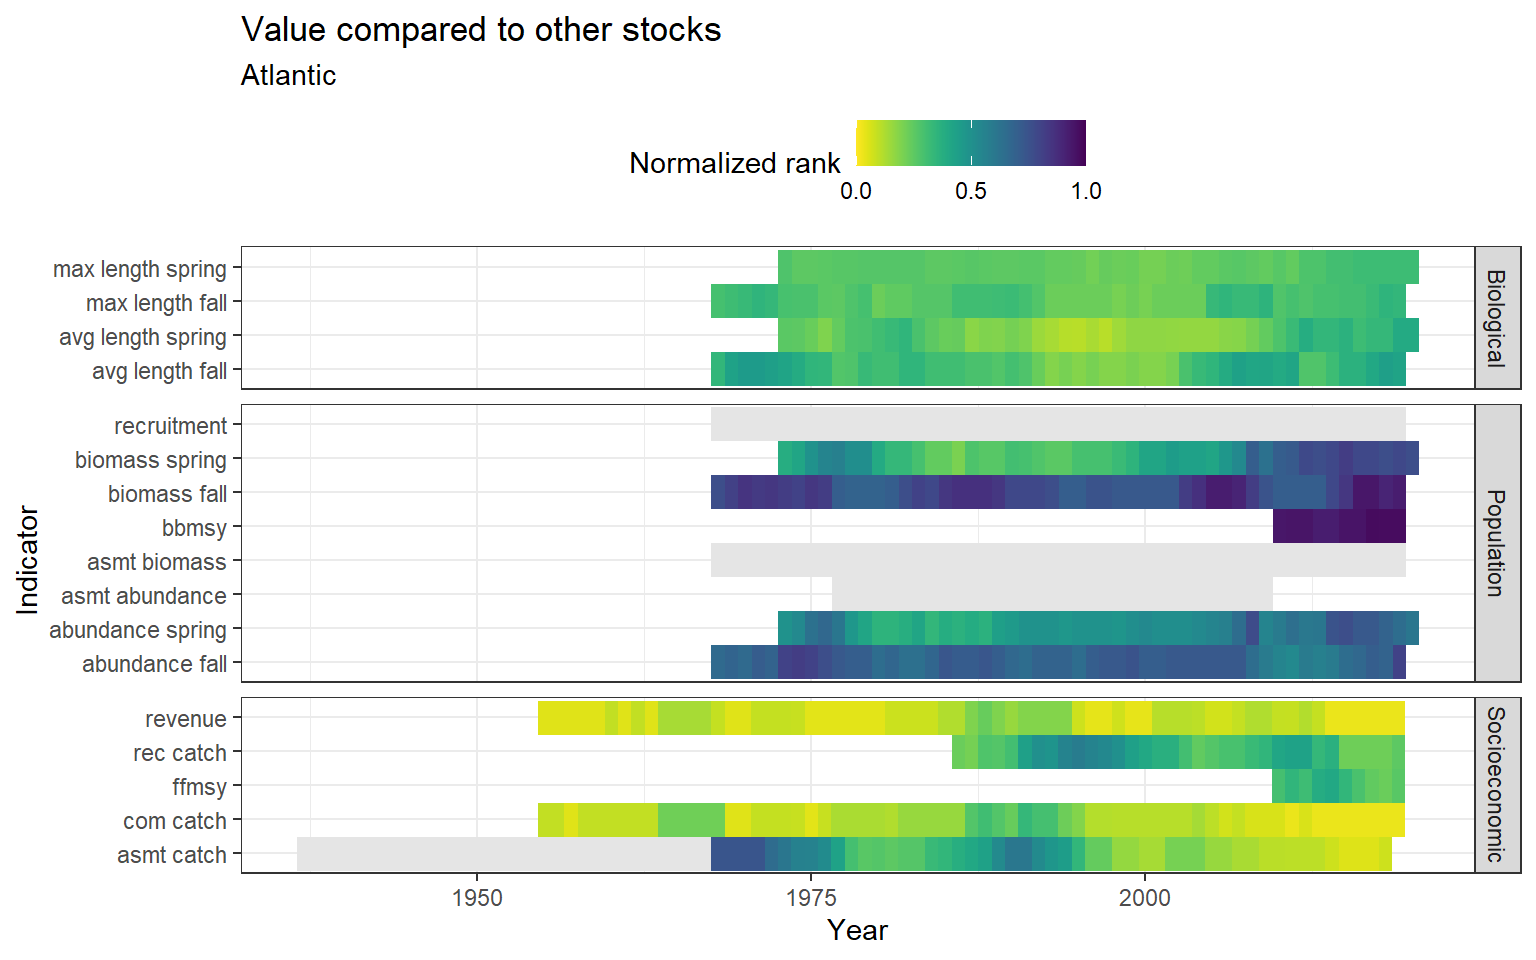 Value compared to other stocks
Atlantic
Normalized rank
0.0 0.5 1.0
max length spring
max length fall
avg length spring
avg length fall
Biological
recruitment
biomass spring
biomass fall
bbmsy
asmt biomass
asmt abundance
abundance spring
abundance fall
Population
revenue
rec catch
ffmsy
com catch
asmt catch
Socioeconomic
Indicator
1950 1975 2000
Year